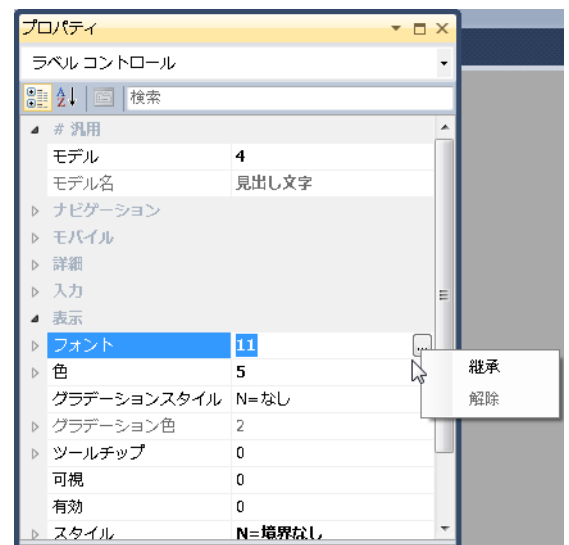 プロパティ
ラベル コントロール
検索
# 汎用
モデル 4
モデル名 見出し文字
ナビゲーション
モバイル
詳細
入力
表示
フォント 11 ...
継承
色 5
解除
グラデーションスタイル N=なし
グラデーション色 2
ツールチップ 0
可視 0
有効 0
スタイル N=境界なし